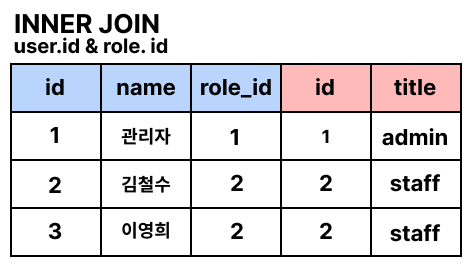 INNER JOIN
user.id & role. id
id name role_id id title
1 관리자 1 1 admin
2 김철수 2 2 staff
3 이영희 2 2 staff